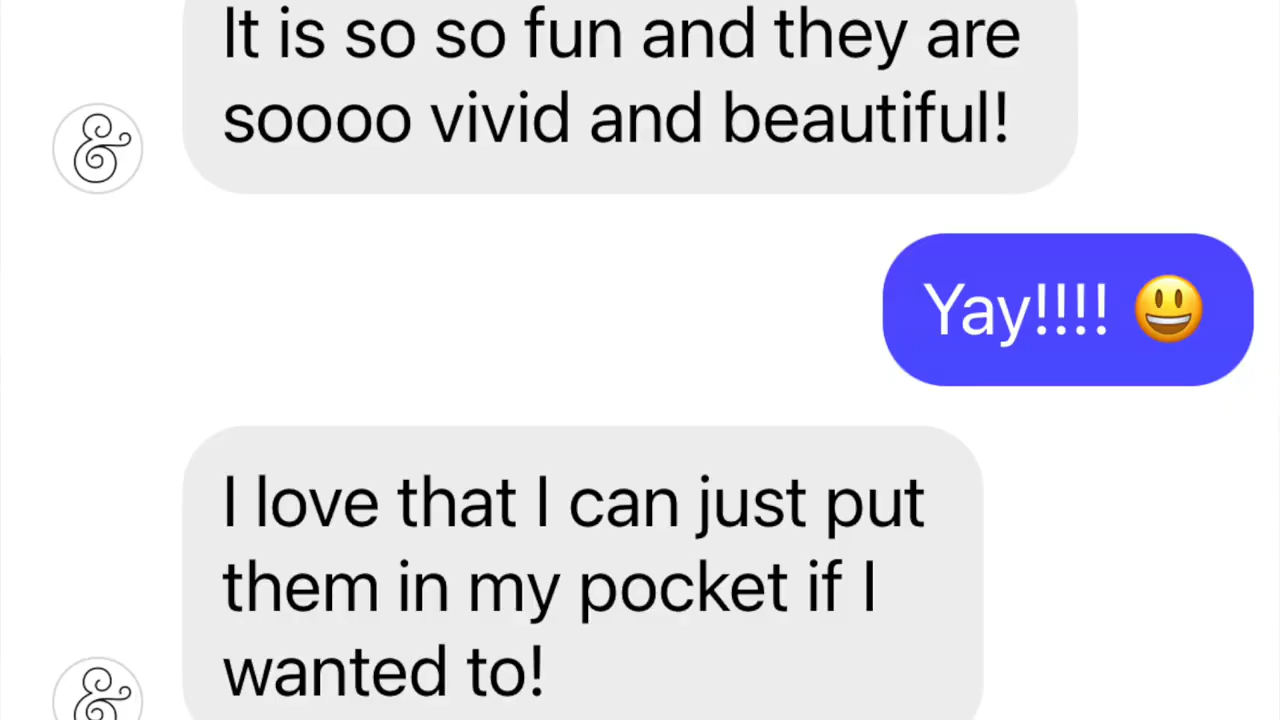 It is so so fun and they are
soooo vivid and beautiful!
&
Yay!!!! 😃
I love that I can just put
them in my pocket if I
wanted to!
&